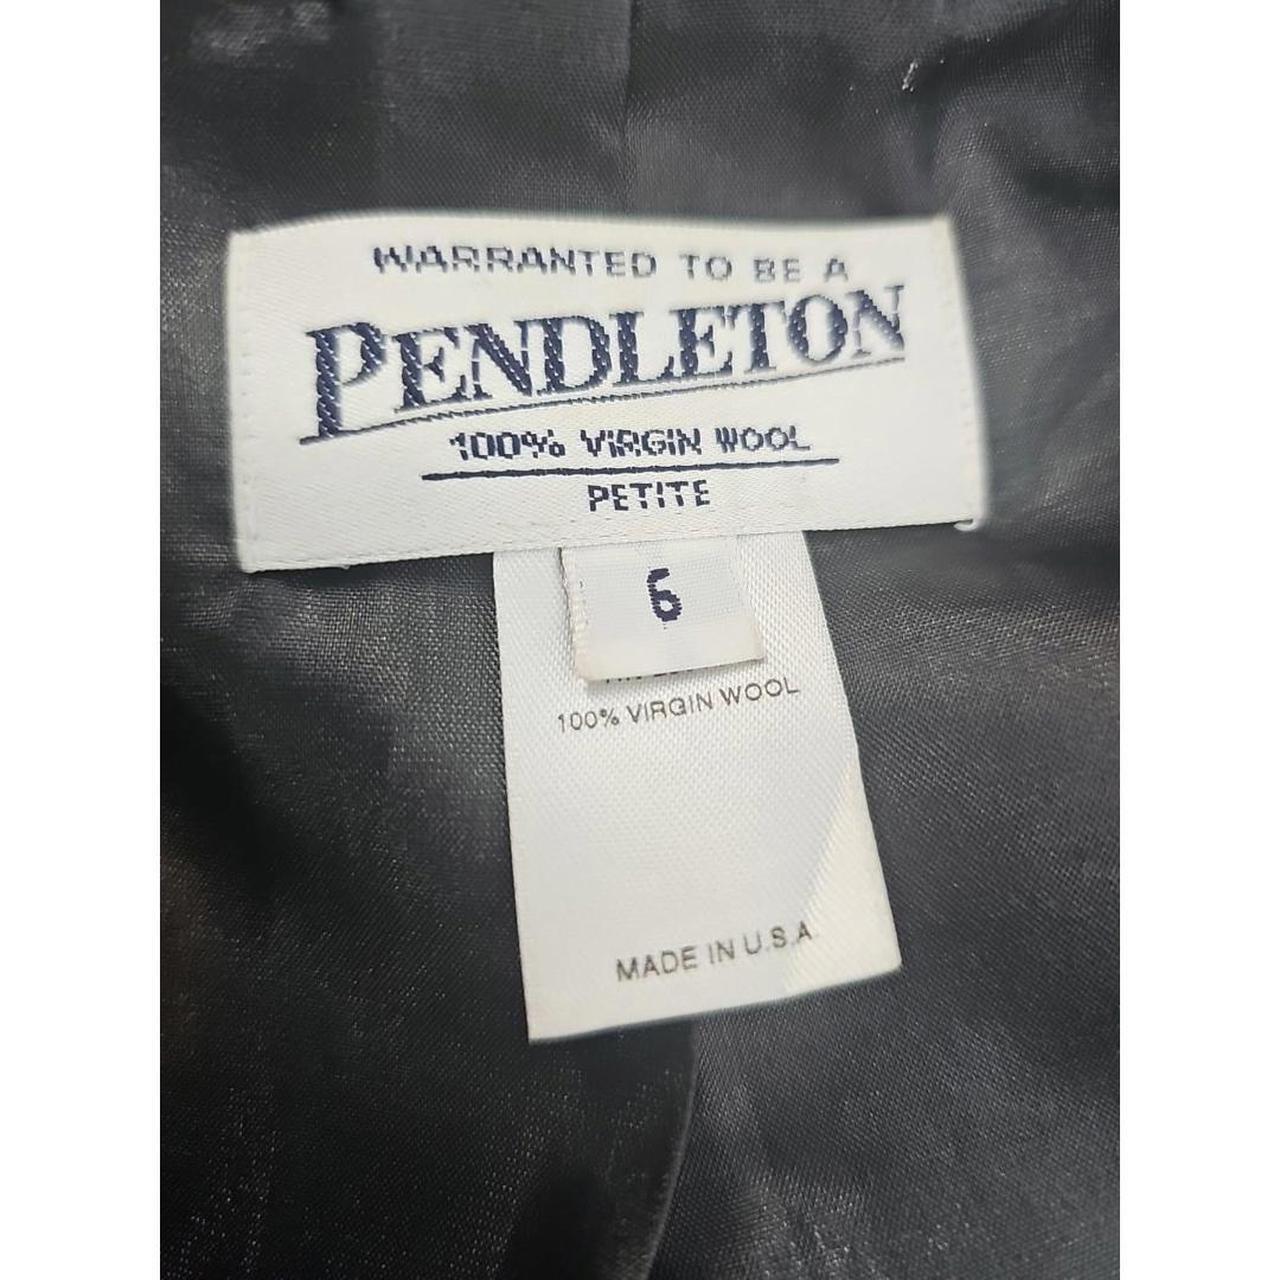 WARRANTED TO BE A
PENDLETON
100% VIRGIN WOOL
PETITE
6
100% VIRGIN WOOL
MADE IN U.S.A.